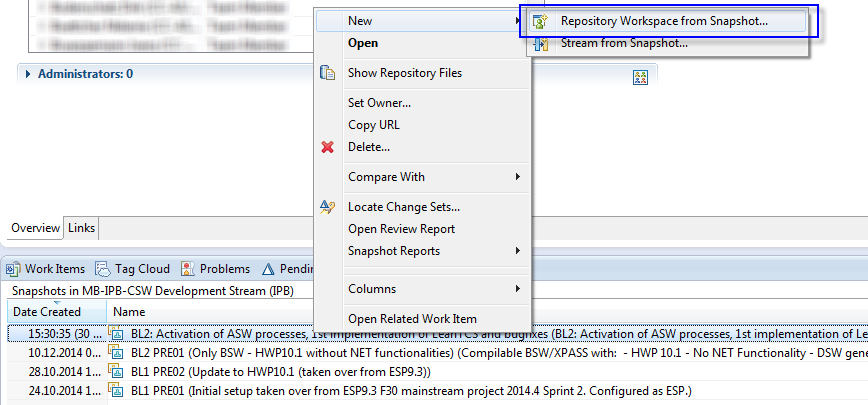 New
Repository Workspace from Snapshot...
Open
Stream from Snapshot...
Administrators: 0
Show Repository Files
Set Owner...
Copy URL
Delete...
Compare With
Locate Change Sets...
Overview Links
Open Review Report
Snapshot Reports
Work Items Tag Cloud Problems Pendin
Columns
Snapshots in MB-IPB-CSW Development Stream (IPB)
Date Created Name
Open Related Work Item
15:30:35 (30 ... BL2: Activation of ASW processes, 1st implementation of LearnTCS and bugfixes (BL2: Activation of ASW processes, 1st implementation of Le
10.12.2014 0... BL2 PRE01 (Only BSW - HWP10.1 without NET functionalities) (Compilable BSW/XPASS with: - HWP 10.1 - No NET Functionality - DSW gene
28.10.2014 1... BL1 PRE02 (Update to HWP10.1 (taken over from ESP9.3))
24.10.2014 1... BL1 PRE01 (Initial setup taken over from ESP9.3 F30 mainstream project 2014.4 Sprint 2. Configured as ESP.)